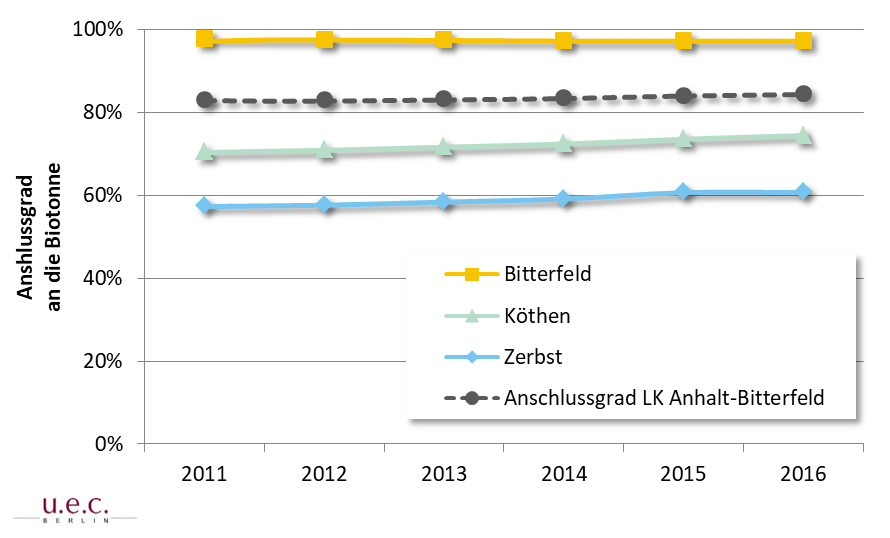 100%
80%
60%
40%
20%
0%
Anshlussgrad
an die Biotonne
Bitterfeld
Köthen
Zerbst
Anschlussgrad LK Anhalt-Bitterfeld
2011 2012 2013 2014 2015 2016
u.e.c.
BERLIN